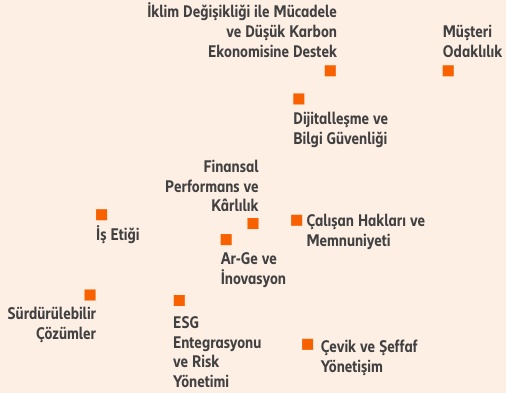 İklim Değişikliği ile Mücadele
ve Düşük Karbon
Ekonomisine Destek
Müşteri
Odaklılık
Dijitalleşme ve
Bilgi Güvenliği
Finansal
Performans ve
Kârlılık
Çalışan Hakları ve
Memnuniyeti
İş Etiği
Ar-Ge ve
İnovasyon
Sürdürülebilir
Çözümler
ESG
Entegrasyonu
ve Risk
Yönetimi
Çevik ve Şeffaf
Yönetişim